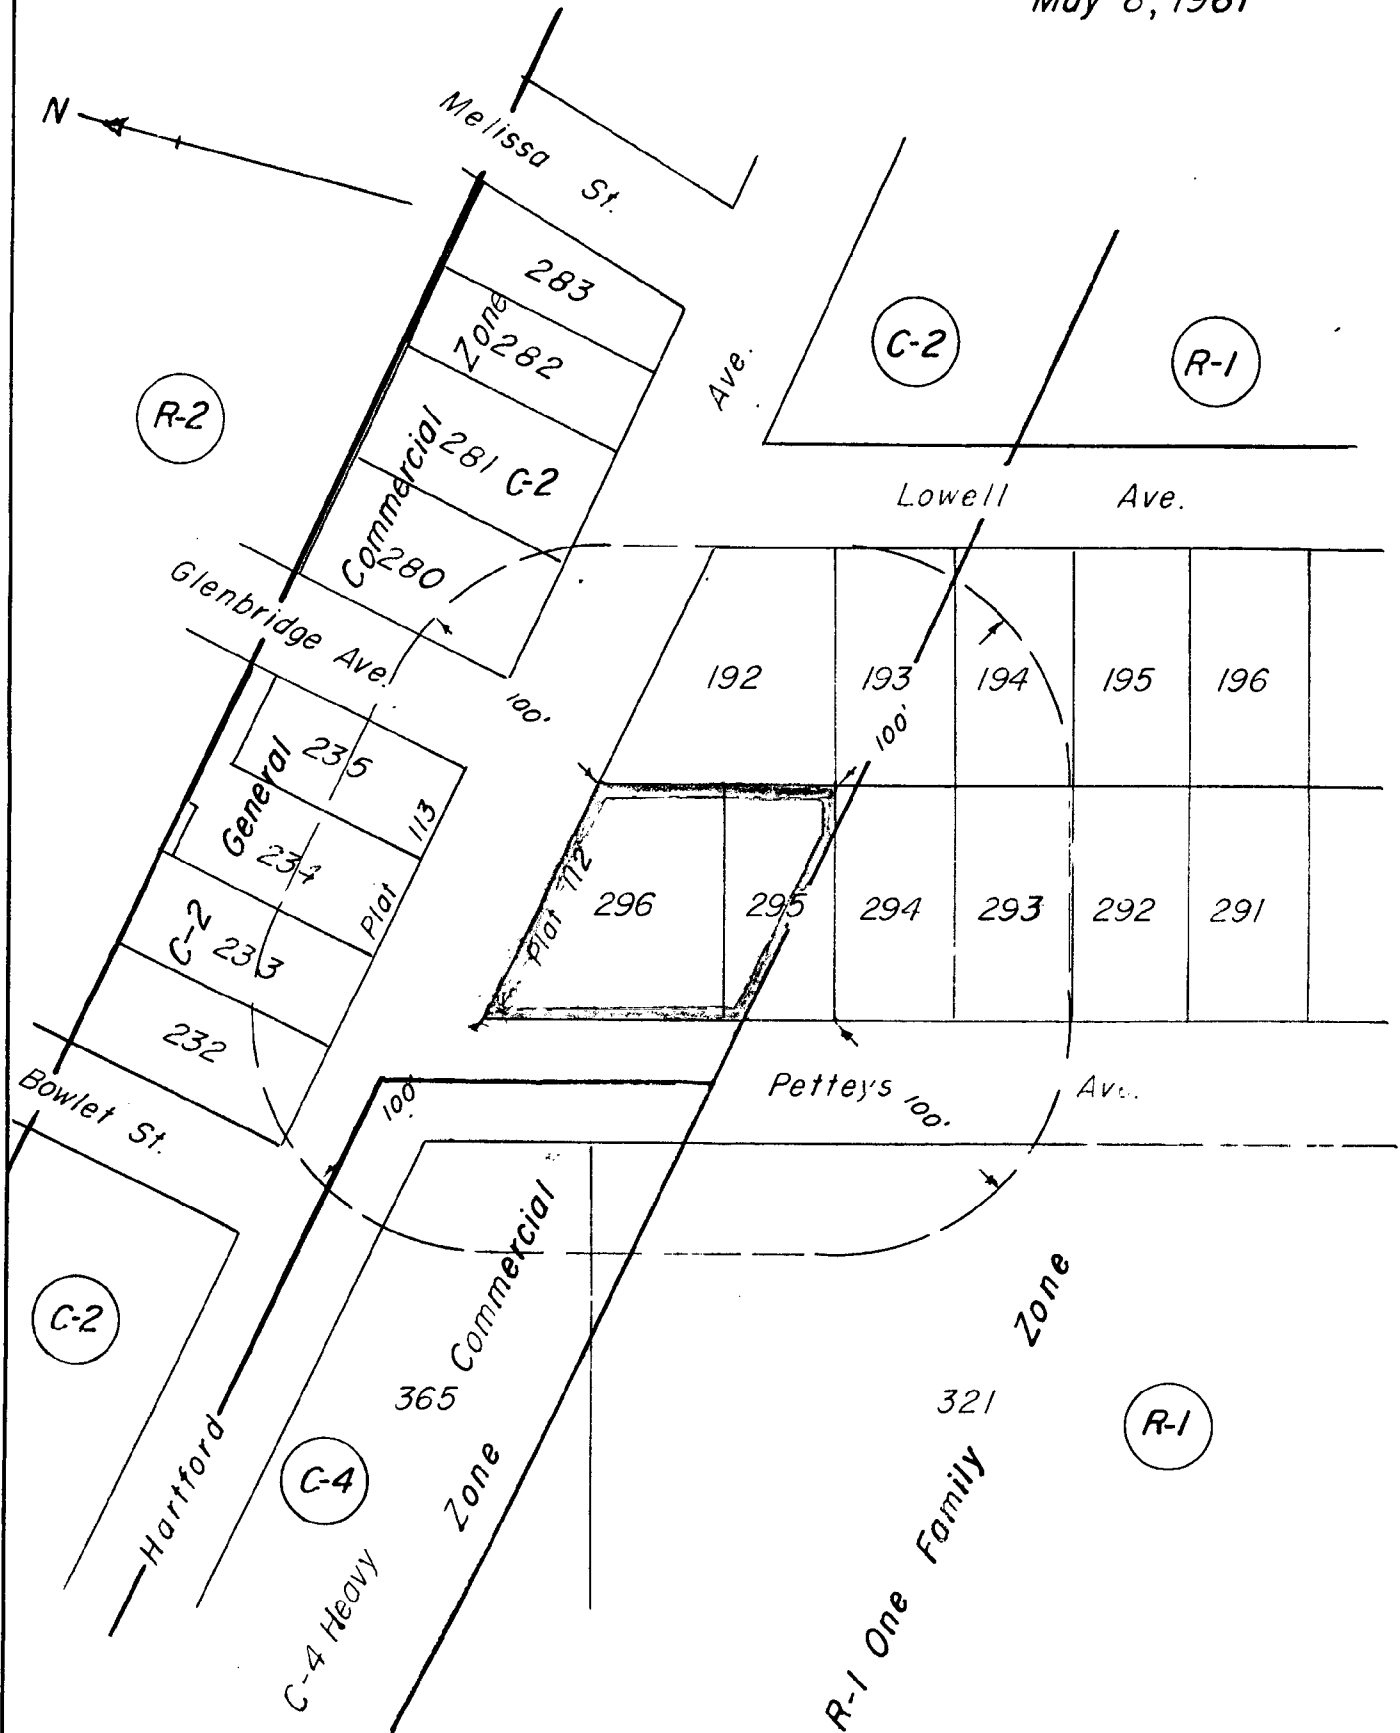 May 8, 1981
N
Melissa St.
283
Zone
282
C-2
R-1
Ave.
R-2
Commercial
281
C-2
Lowell Ave.
280
Glenbridge Ave.
192
193
194
195
196
100'
100'
235
General
113
234
Plat
112
Plat
296
295
294
293
292
291
C-2
233
232
Bowlet St.
100'
Petteys Ave.
100'
Commercial
Zone
C-2
365
321
R-1
Hartford
C-4
Zone
Family
C-4 Heavy
R-1 One